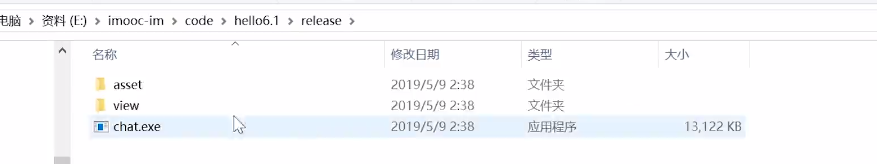 电脑 > 资料 (E:) > imooc-im > code > hello6.1 > release >
名称 修改日期 类型 大小
asset 2019/5/9 2:38 文件夹
view 2019/5/9 2:38 文件夹
chat.exe 2019/5/9 2:38 应用程序 13,122 KB